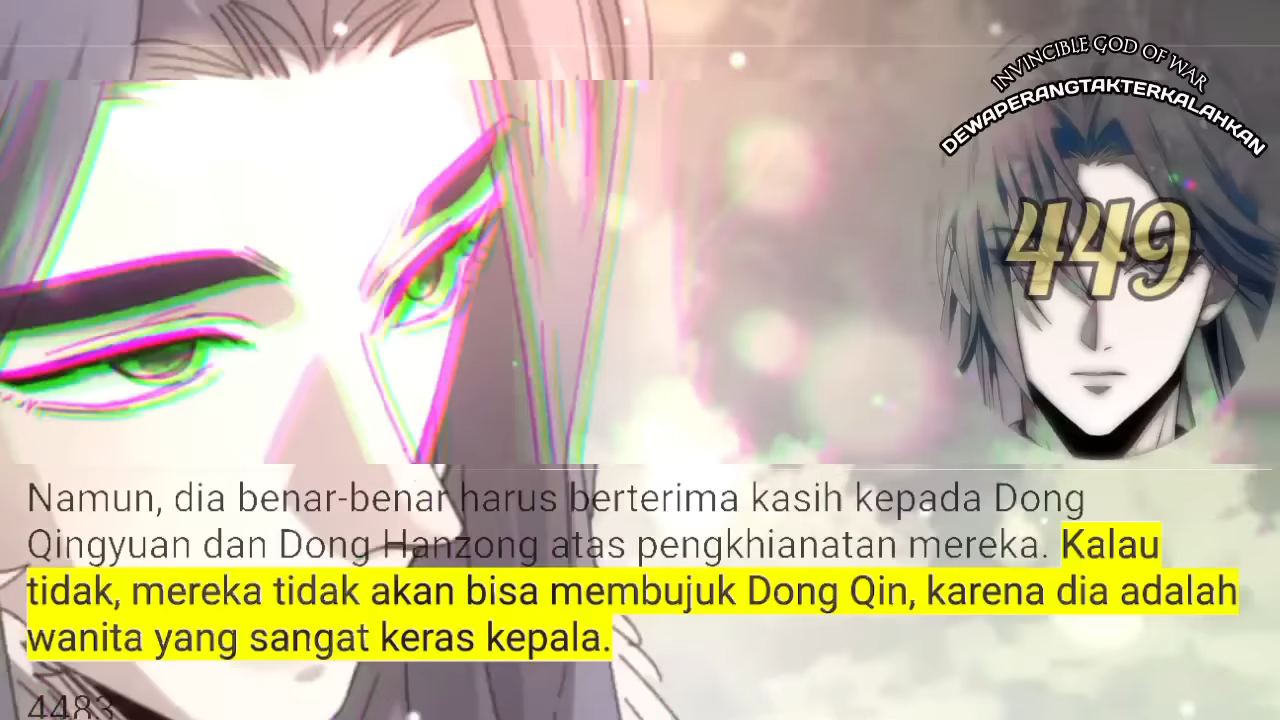 INVINCIBLE GOD OF WAR
DEWAPERANGTAKTERKALAHKAN
449
Namun, dia benar-benar harus berterima kasih kepada Dong
Qingyuan dan Dong Hanzong atas pengkhianatan mereka. Kalau
tidak, mereka tidak akan bisa membujuk Dong Qin, karena dia adalah
wanita yang sangat keras kepala.
4483